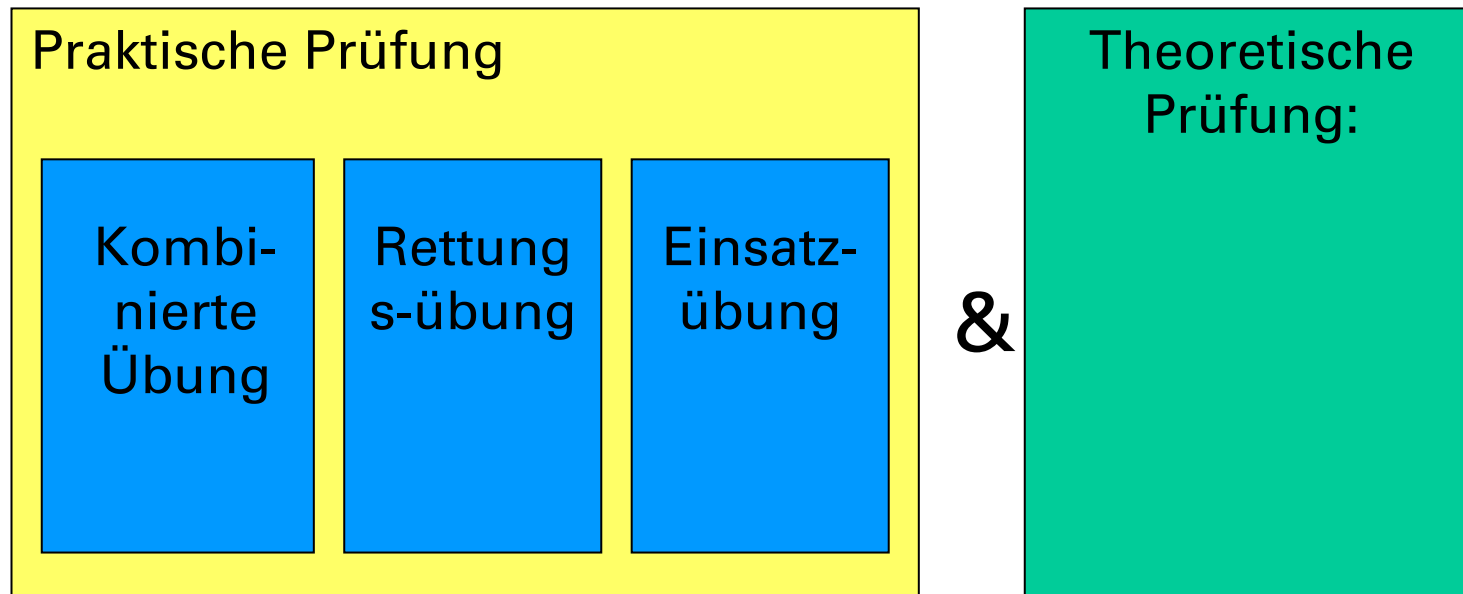 Praktische Prüfung
Kombi-
nierte
Übung
Rettung
s-übung
Einsatz-
übung
&
Theoretische
Prüfung: